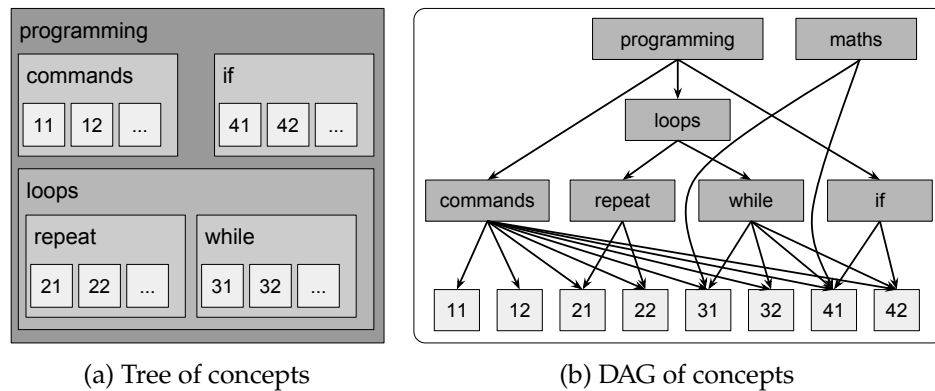 programming
commands
if
11 12 ...
41 42 ...
loops
repeat
while
21 22 ...
31 32 ...
(a) Tree of concepts
programming
maths
loops
commands
repeat
while
if
11
12
21
22
31
32
41
42
(b) DAG of concepts